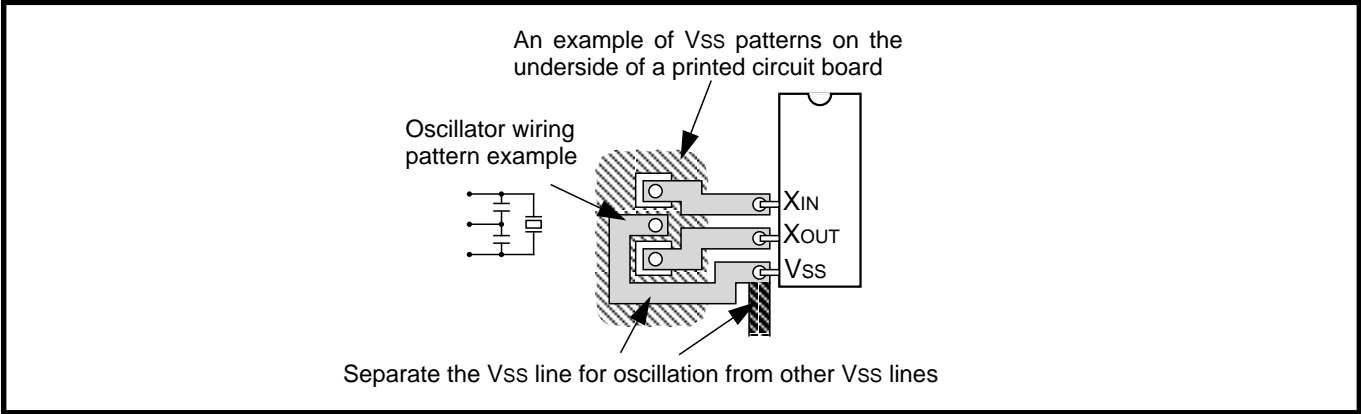 An example of VSS patterns on the
underside of a printed circuit board
Oscillator wiring
pattern example
XIN
XOUT
VSS
Separate the VSS line for oscillation from other VSS lines